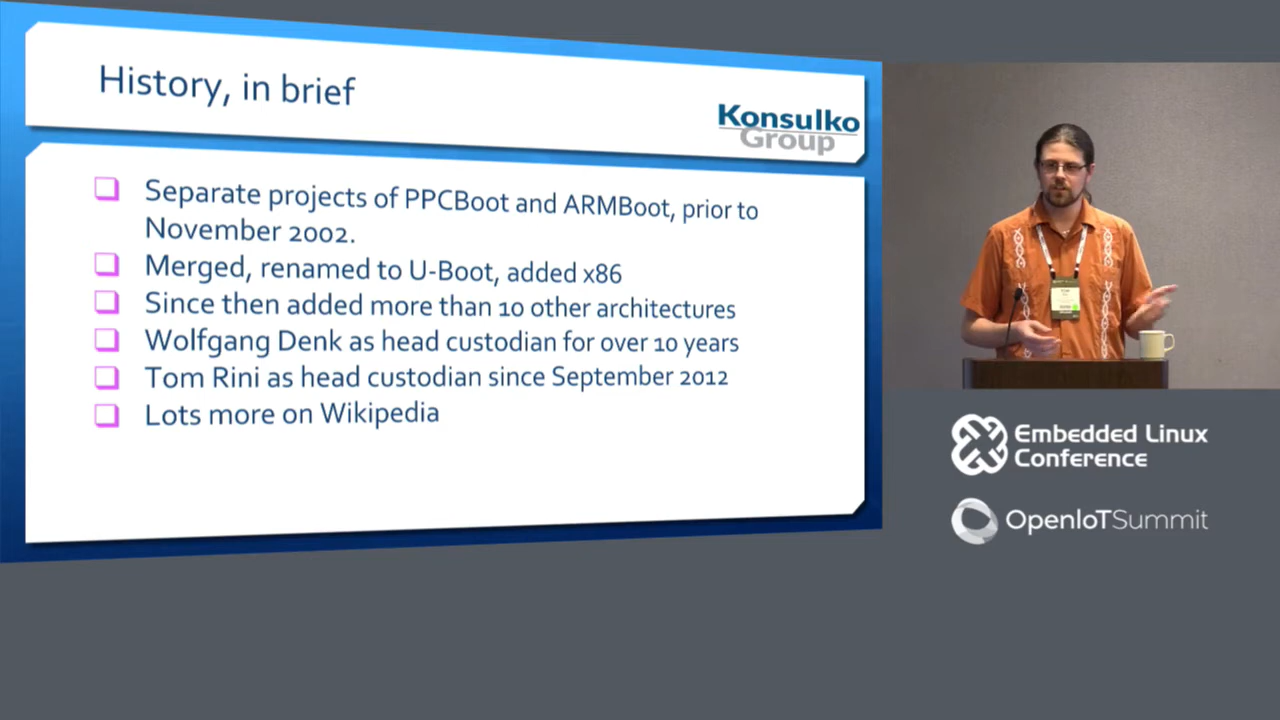 History, in brief
Konsulko
Group
Separate projects of PPCBoot and ARMBoot, prior to
November 2002.
Merged, renamed to U-Boot, added x86
Since then added more than 10 other architectures
Wolfgang Denk as head custodian for over 10 years
Tom Rini as head custodian since September 2012
Lots more on Wikipedia
Embedded Linux
Conference
OpenIoTSummit